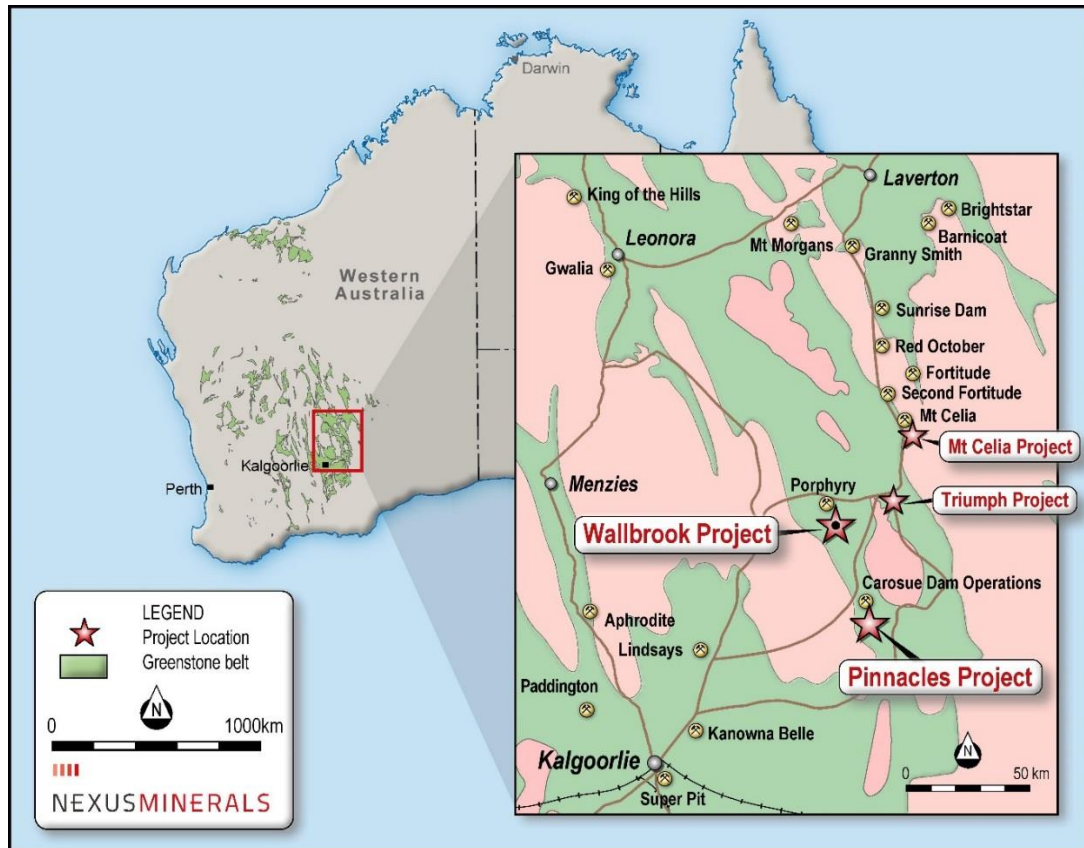 Darwin
Western
Australia
Kalgoorlie
Perth
King of the Hills
Laverton
Brightstar
Barnicoat
Leonora
Mt Morgans
Granny Smith
Gwalia
Sunrise Dam
Red October
Fortitude
Second Fortitude
Mt Celia
Mt Celia Project
Menzies
Porphyry
Triumph Project
Wallbrook Project
Carosue Dam Operations
Aphrodite
Lindsays
Pinnacles Project
Paddington
Kanowna Belle
Kalgoorlie
Super Pit
N
0 50 km
LEGEND
Project Location
Greenstone belt
N
0 1000km
NEXUSMINERALS